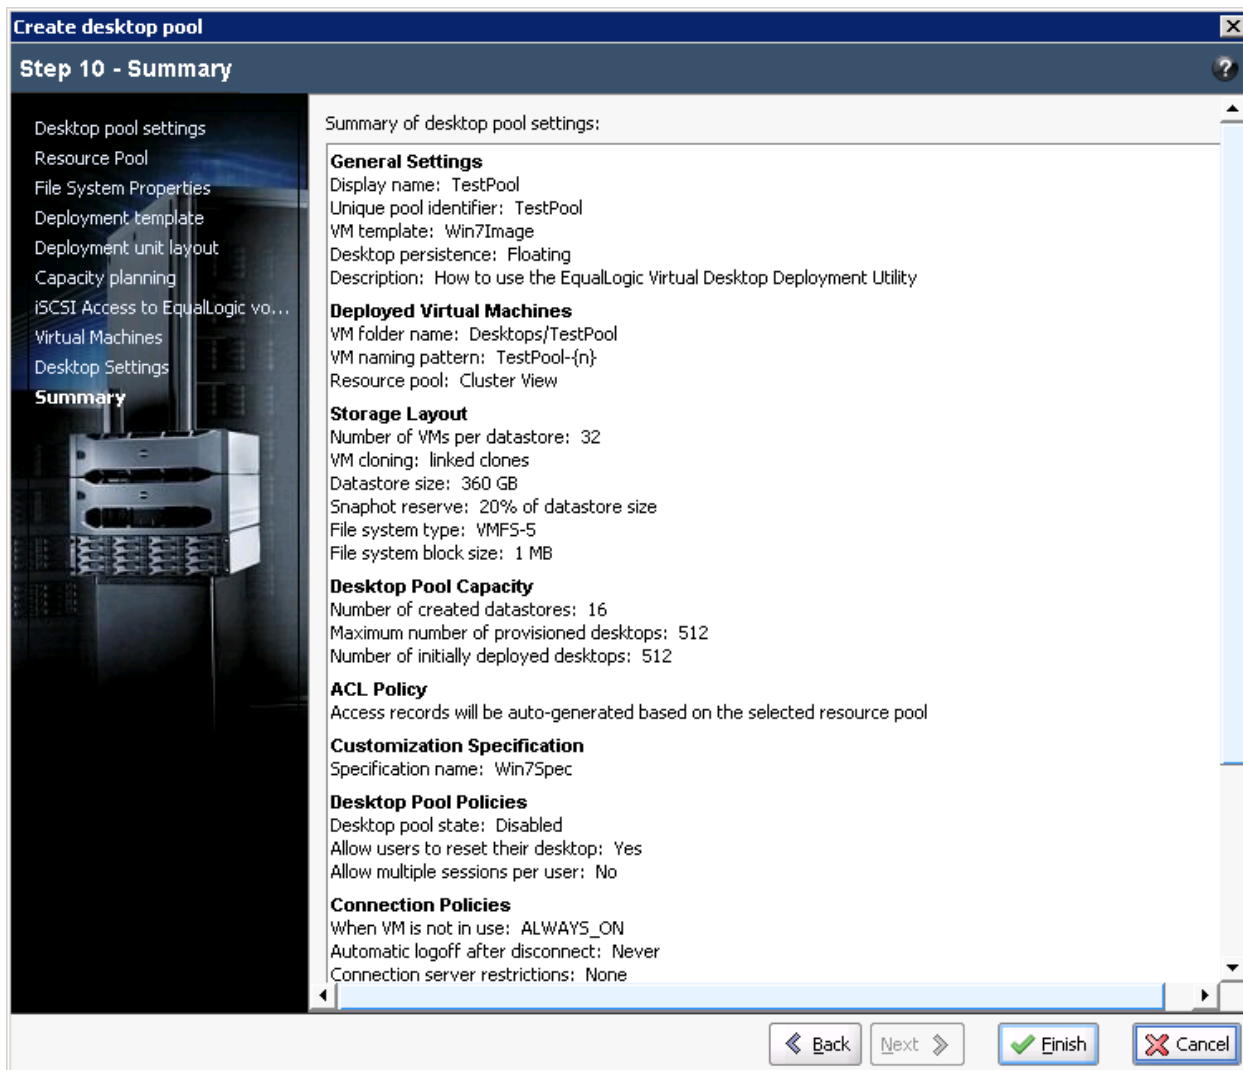 Create desktop pool
Step 10 - Summary
?
Desktop pool settings
Resource Pool
File System Properties
Deployment template
Deployment unit layout
Capacity planning
iSCSI Access to EqualLogic vo...
Virtual Machines
Desktop Settings
Summary
Summary of desktop pool settings:
General Settings
Display name: TestPool
Unique pool identifier: TestPool
VM template: Win7Image
Desktop persistence: Floating
Description: How to use the EqualLogic Virtual Desktop Deployment Utility
Deployed Virtual Machines
VM folder name: Desktops/TestPool
VM naming pattern: TestPool-{n}
Resource pool: Cluster View
Storage Layout
Number of VMs per datastore: 32
VM cloning: linked clones
Datastore size: 360 GB
Snaphot reserve: 20% of datastore size
File system type: VMFS-5
File system block size: 1 MB
Desktop Pool Capacity
Number of created datastores: 16
Maximum number of provisioned desktops: 512
Number of initially deployed desktops: 512
ACL Policy
Access records will be auto-generated based on the selected resource pool
Customization Specification
Specification name: Win7Spec
Desktop Pool Policies
Desktop pool state: Disabled
Allow users to reset their desktop: Yes
Allow multiple sessions per user: No
Connection Policies
When VM is not in use: ALWAYS_ON
Automatic logoff after disconnect: Never
Connection server restrictions: None
Back Next Finish Cancel